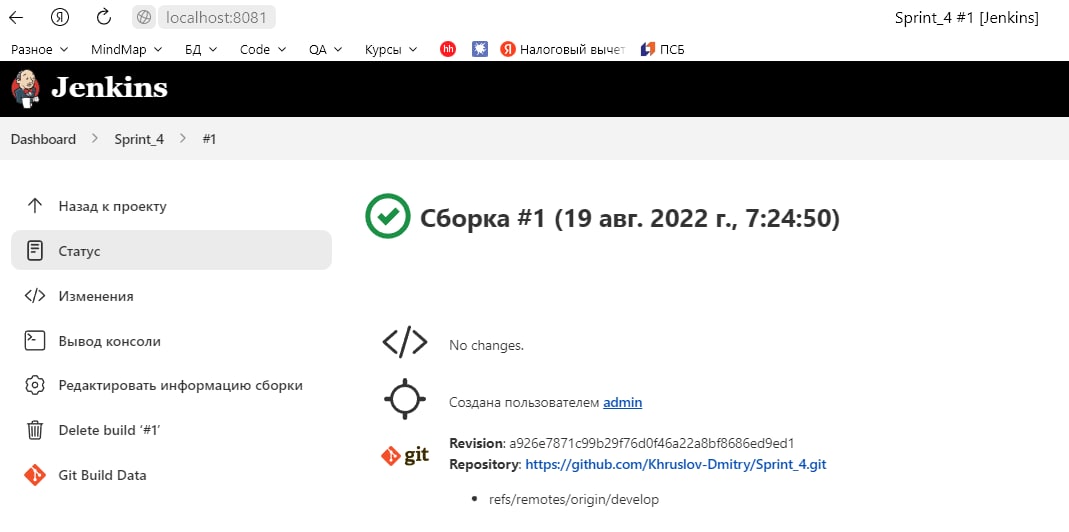 Я localhost:8081 Sprint_4 #1 [Jenkins]
Разное MindMap БД Code QA Курсы hh Я Налоговый вычет ПСБ
Jenkins
Dashboard Sprint_4 #1
Назад к проекту
Сборка #1 (19 авг. 2022 г., 7:24:50)
Статус
Изменения
Вывод консоли
Редактировать информацию сборки
Delete build ‘#1’
Git Build Data
No changes.
Создана пользователем admin
git
Revision: a926e7871c99b29f76d0f46a22a8bf8686ed9ed1
Repository: https://github.com/Khruslov-Dmitry/Sprint_4.git
• refs/remotes/origin/develop